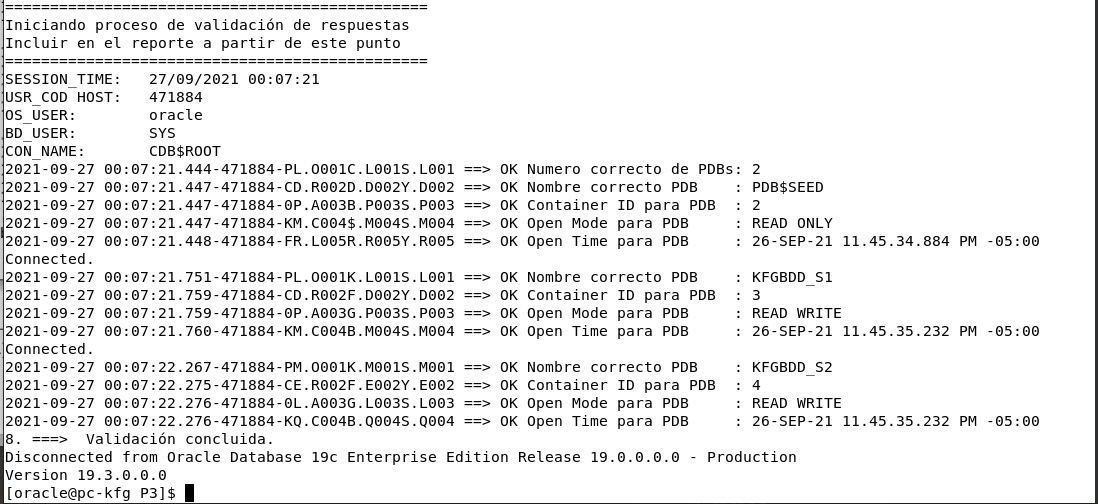 ===============================================
Iniciando proceso de validación de respuestas
Incluir en el reporte a partir de este punto
===============================================
SESSION_TIME:   27/09/2021 00:07:21
USR_COD HOST:   471884
OS_USER:        oracle
BD_USER:        SYS
CON_NAME:       CDB$ROOT
2021-09-27 00:07:21.444-471884-PL.O001C.L001S.L001 ==> OK Numero correcto de PDBs: 2
2021-09-27 00:07:21.447-471884-CD.R002D.D002Y.D002 ==> OK Nombre correcto PDB    : PDB$SEED
2021-09-27 00:07:21.447-471884-0P.A003B.P003S.P003 ==> OK Container ID para PDB  : 2
2021-09-27 00:07:21.447-471884-KM.C004$.M004S.M004 ==> OK Open Mode para PDB     : READ ONLY
2021-09-27 00:07:21.448-471884-FR.L005R.R005Y.R005 ==> OK Open Time para PDB     : 26-SEP-21 11.45.34.884 PM -05:00
Connected.
2021-09-27 00:07:21.751-471884-PL.O001K.L001S.L001 ==> OK Nombre correcto PDB    : KFGBDD_S1
2021-09-27 00:07:21.759-471884-CD.R002F.D002Y.D002 ==> OK Container ID para PDB  : 3
2021-09-27 00:07:21.759-471884-0P.A003G.P003S.P003 ==> OK Open Mode para PDB     : READ WRITE
2021-09-27 00:07:21.760-471884-KM.C004B.M004S.M004 ==> OK Open Time para PDB     : 26-SEP-21 11.45.35.232 PM -05:00
Connected.
2021-09-27 00:07:22.267-471884-PM.O001K.M001S.M001 ==> OK Nombre correcto PDB    : KFGBDD_S2
2021-09-27 00:07:22.275-471884-CE.R002F.E002Y.E002 ==> OK Container ID para PDB  : 4
2021-09-27 00:07:22.276-471884-0L.A003G.L003S.L003 ==> OK Open Mode para PDB     : READ WRITE
2021-09-27 00:07:22.276-471884-KQ.C004B.Q004S.Q004 ==> OK Open Time para PDB     : 26-SEP-21 11.45.35.232 PM -05:00
8. ===>  Validación concluida.
Disconnected from Oracle Database 19c Enterprise Edition Release 19.0.0.0.0 - Production
Version 19.3.0.0.0
[oracle@pc-kfg P3]$